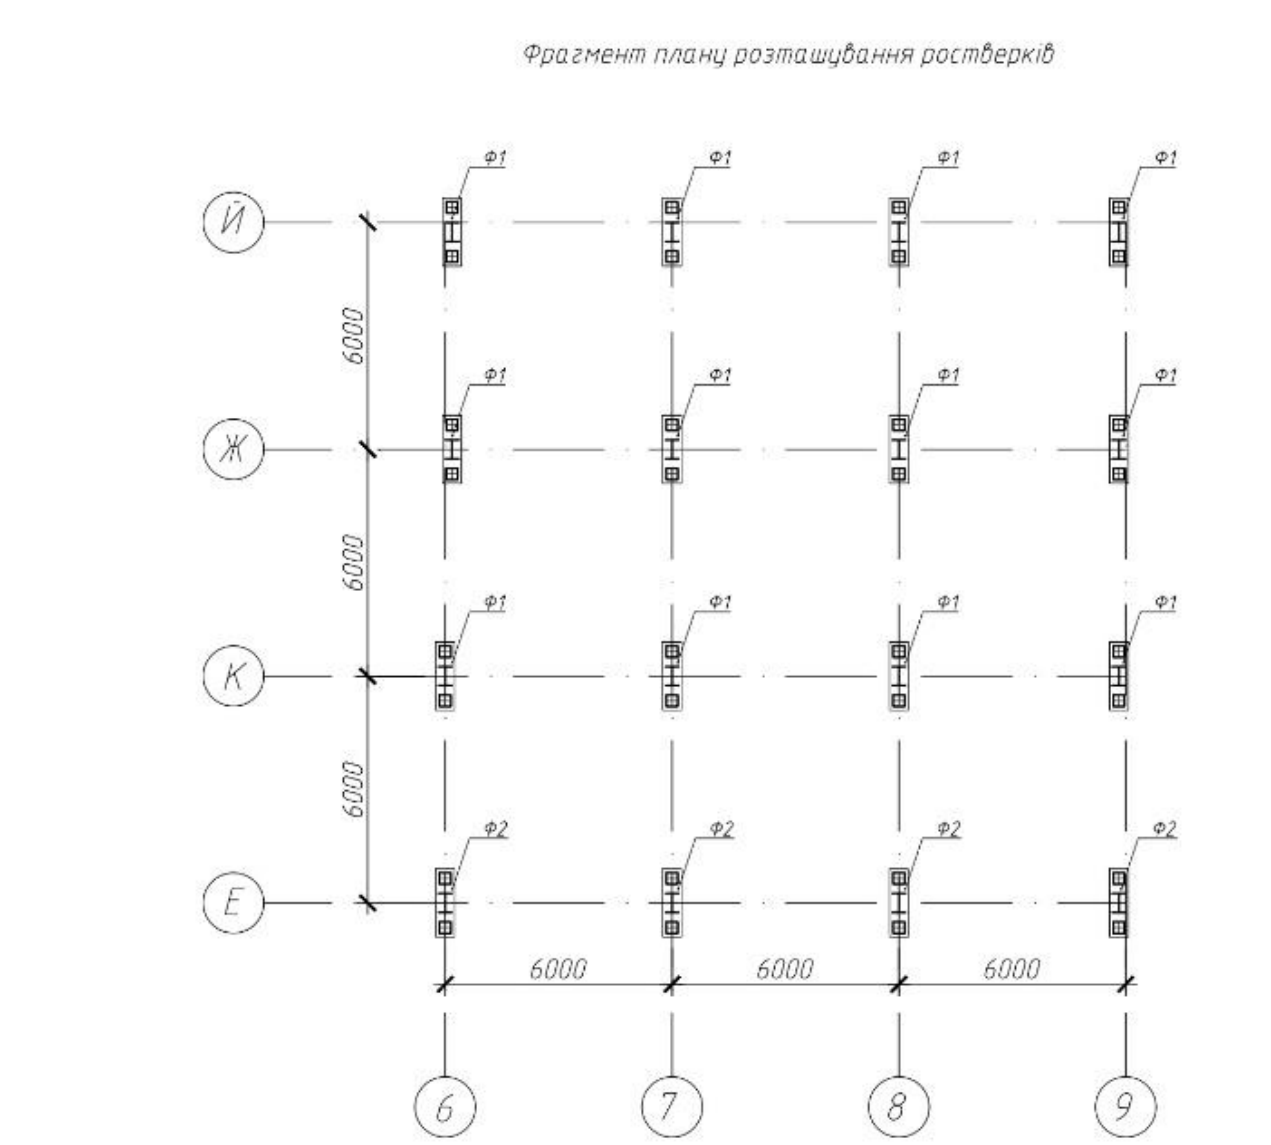 Фрагмент плану розташування ростверків
Ф1 Ф1 Ф1 Ф1
Й
6000
Ф1 Ф1 Ф1 Ф1
Ж
6000
Ф1 Ф1 Ф1 Ф1
К
6000
Ф2 Ф2 Ф2 Ф2
Е
6000 6000 6000
6 7 8 9